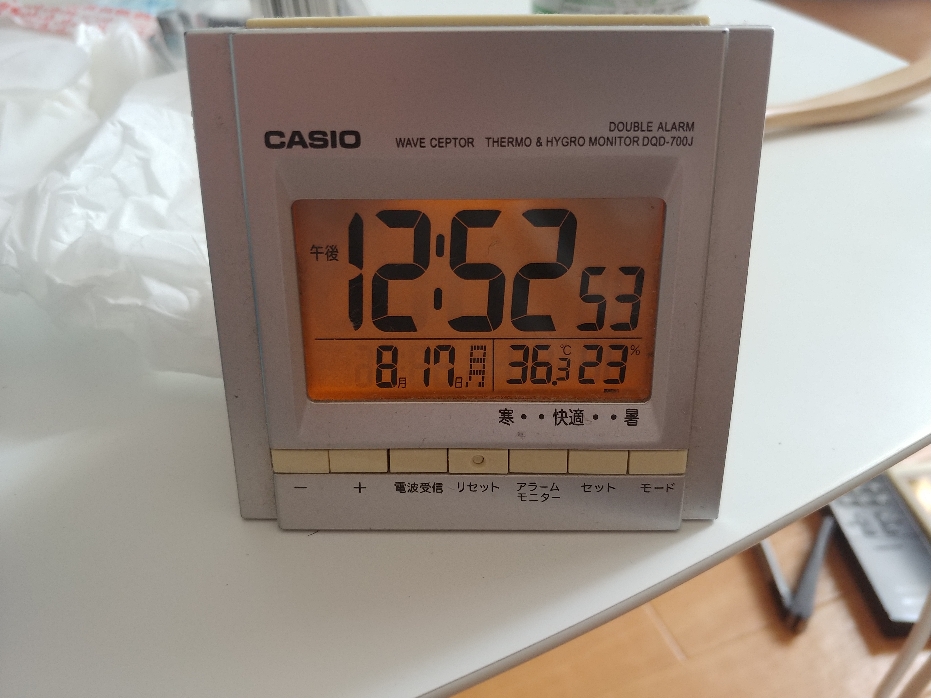 DOUBLE ALARM
CASIO WAVE CEPTOR THERMO & HYGRO MONITOR DQD-700J
午後 12:52 53
8月 17日 月 36.3℃ 23%
寒・・快適・・暑
− + 電波受信 リセット アラーム モニター セット モード